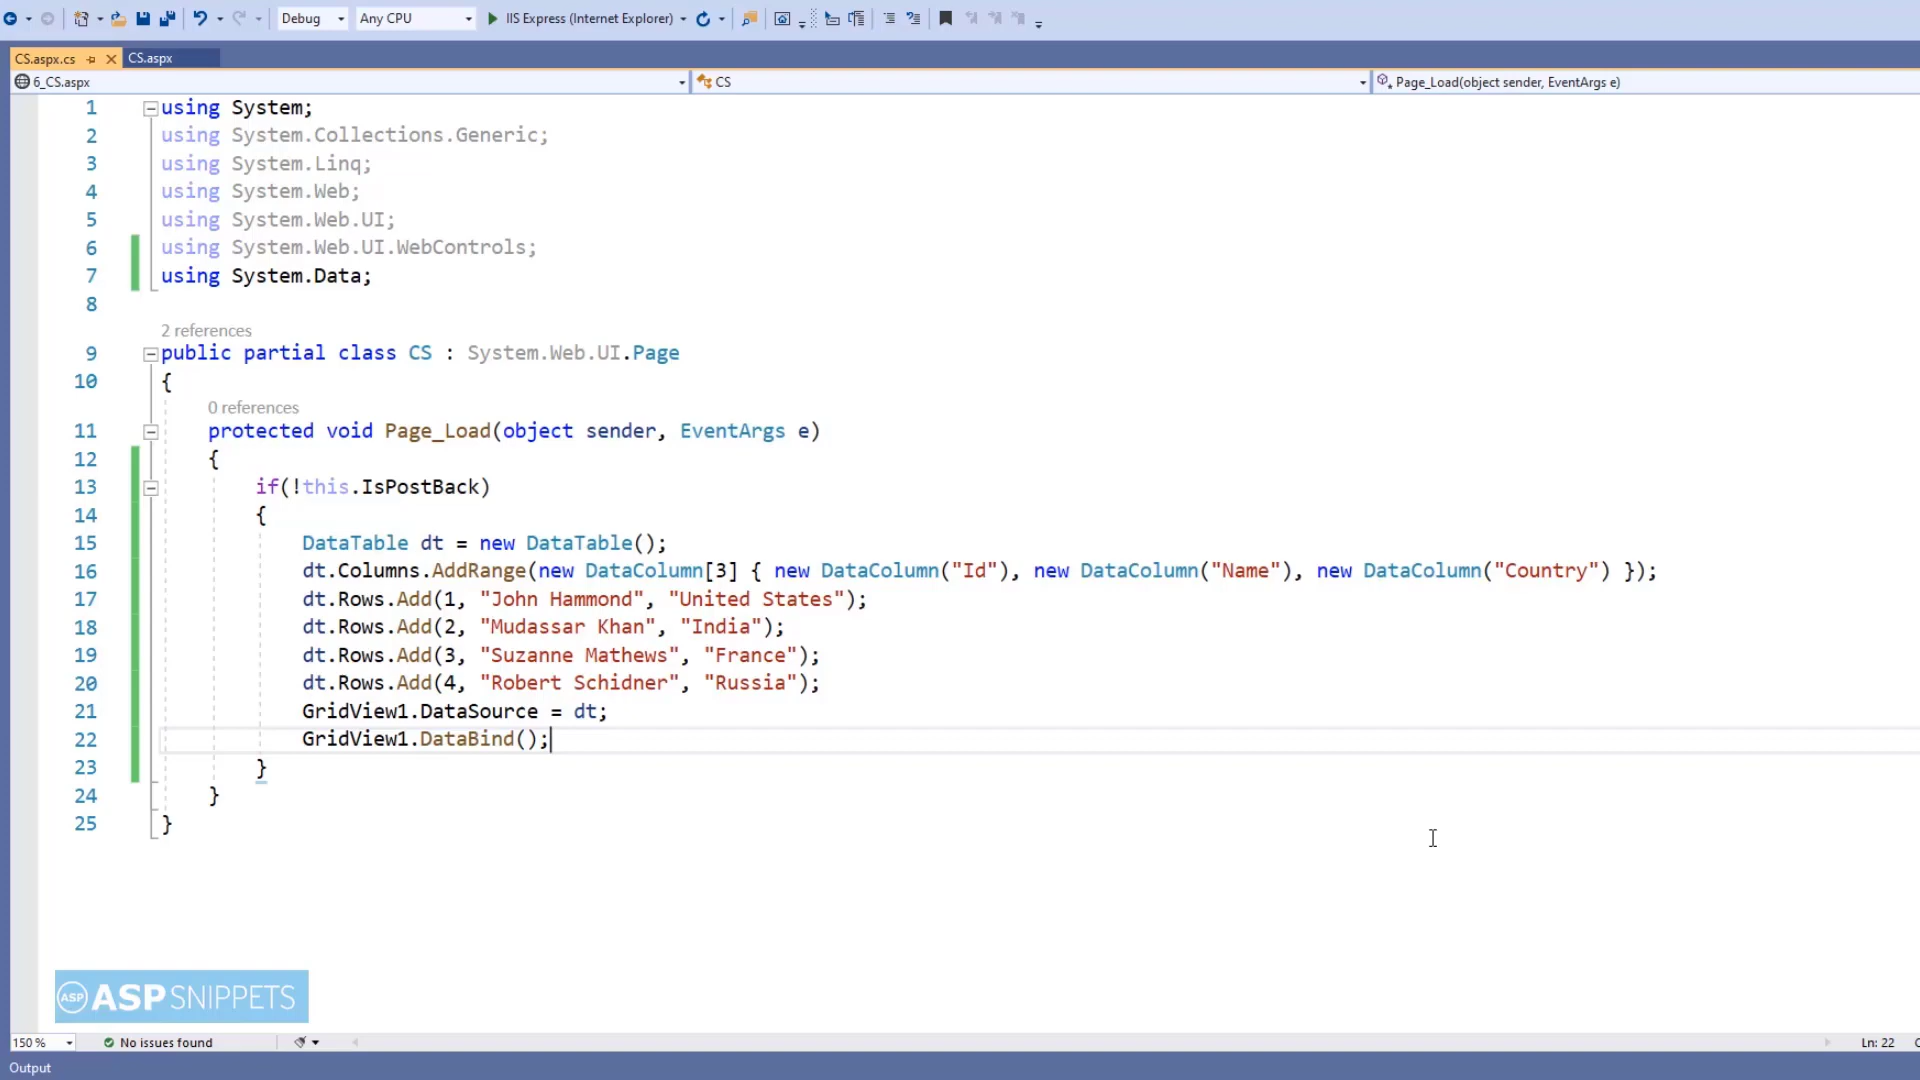 Debug Any CPU IIS Express (Internet Explorer)
CS.aspx.cs CS.aspx
6_CS.aspx CS Page_Load(object sender, EventArgs e)
1 using System;
2 using System.Collections.Generic;
3 using System.Linq;
4 using System.Web;
5 using System.Web.UI;
6 using System.Web.UI.WebControls;
7 using System.Data;
8
2 references
9 public partial class CS : System.Web.UI.Page
10 {
0 references
11 protected void Page_Load(object sender, EventArgs e)
12 {
13 if(!this.IsPostBack)
14 {
15 DataTable dt = new DataTable();
16 dt.Columns.AddRange(new DataColumn[3] { new DataColumn("Id"), new DataColumn("Name"), new DataColumn("Country") });
17 dt.Rows.Add(1, "John Hammond", "United States");
18 dt.Rows.Add(2, "Mudassar Khan", "India");
19 dt.Rows.Add(3, "Suzanne Mathews", "France");
20 dt.Rows.Add(4, "Robert Schidner", "Russia");
21 GridView1.DataSource = dt;
22 GridView1.DataBind();
23 }
24 }
25 }
ASP ASPSNIPPETS
150 % No issues found Ln: 22
Output